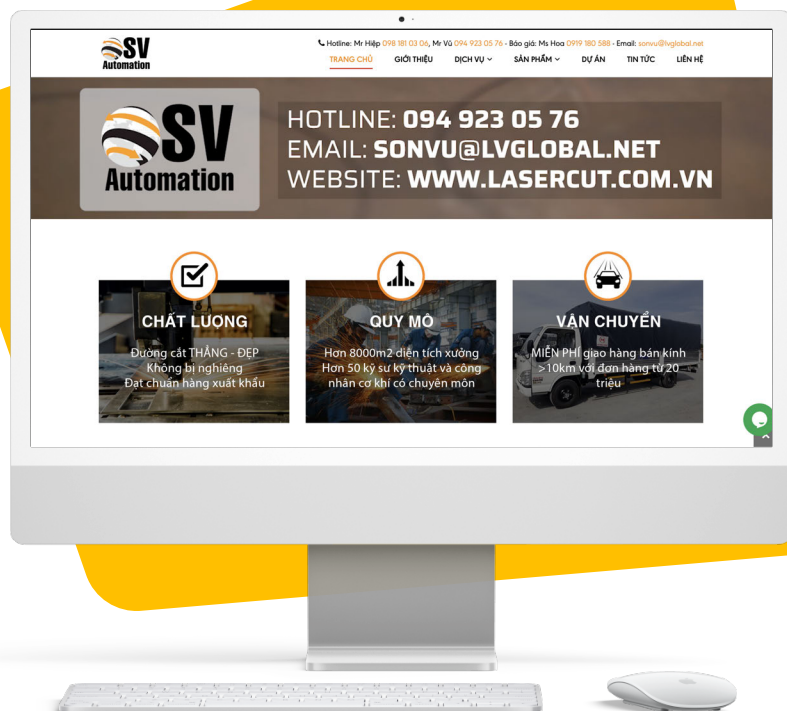 SV
Automation
Hotline: Mr Hiệp 098 181 03 06, Mr Vũ 094 923 05 76 - Báo giá: Ms Hoa 0919 180 588 - Email: sonvu@lvglobal.net
TRANG CHỦ GIỚI THIỆU DỊCH VỤ SẢN PHẨM DỰ ÁN TIN TỨC LIÊN HỆ
SV
Automation
HOTLINE: 094 923 05 76
EMAIL: SONVU@LVGLOBAL.NET
WEBSITE: WWW.LASERCUT.COM.VN
CHẤT LƯỢNG
Đường cắt THẲNG - ĐẸP
Không bị nghiêng
Đạt chuẩn hàng xuất khẩu
QUY MÔ
Hơn 8000m2 diện tích xưởng
Hơn 50 kỹ sư kỹ thuật và công
nhân cơ khí có chuyên môn
VẬN CHUYỂN
MIỄN PHÍ giao hàng bán kính
>10km với đơn hàng từ 20
triệu